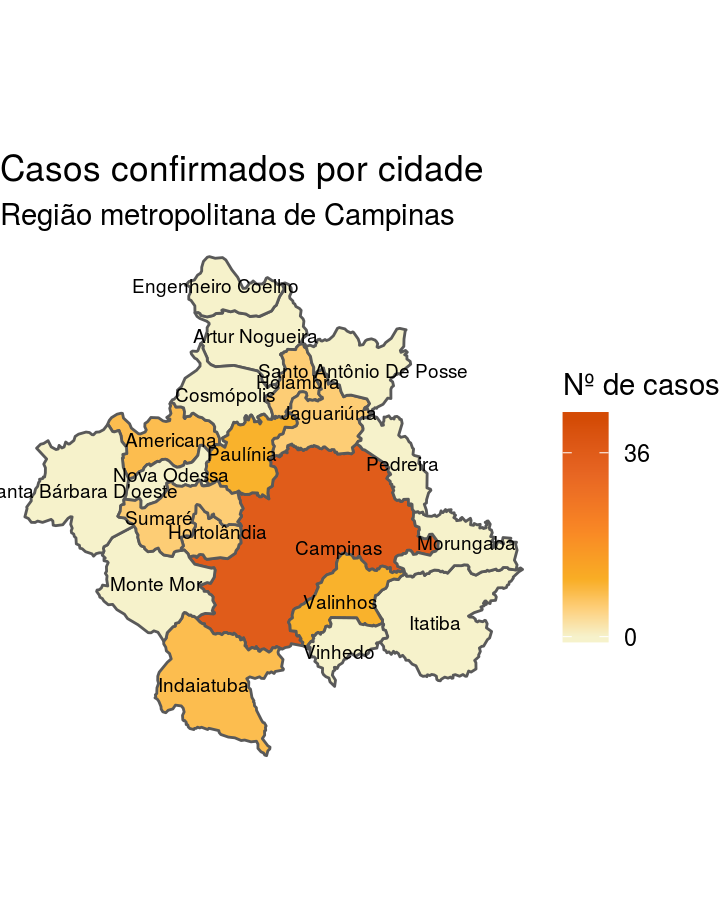 Casos confirmados por cidade
Região metropolitana de Campinas
Engenheiro Coelho
Artur Nogueira
Santo Antônio De Posse
Holambra
Cosmópolis
Jaguariúna
Americana
Paulínia
Pedreira
Nova Odessa
anta Bárbara D'oeste
Sumaré
Hortolândia
Campinas
Morungaba
Monte Mor
Valinhos
Itatiba
Vinhedo
Indaiatuba
Nº de casos
36
0